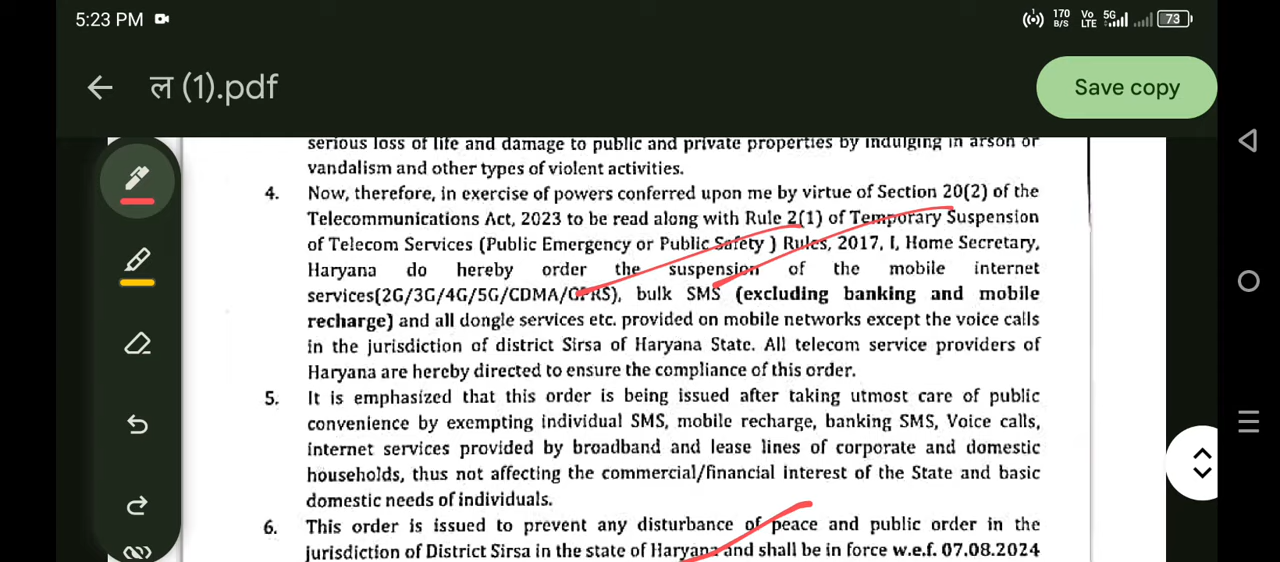 5:23 PM
170 B/S Vo LTE 5G 73
← ल (1).pdf
Save copy
serious loss of life and damage to public and private properties by indulging in arson or
vandalism and other types of violent activities.
4. Now, therefore, in exercise of powers conferred upon me by virtue of Section 20(2) of the
Telecommunications Act, 2023 to be read along with Rule 2(1) of Temporary Suspension
of Telecom Services (Public Emergency or Public Safety ) Rules, 2017, I, Home Secretary,
Haryana do hereby order the suspension of the mobile internet
services(2G/3G/4G/5G/CDMA/GPRS), bulk SMS (excluding banking and mobile
recharge) and all dongle services etc. provided on mobile networks except the voice calls
in the jurisdiction of district Sirsa of Haryana State. All telecom service providers of
Haryana are hereby directed to ensure the compliance of this order.
5. It is emphasized that this order is being issued after taking utmost care of public
convenience by exempting individual SMS, mobile recharge, banking SMS, Voice calls,
internet services provided by broadband and lease lines of corporate and domestic
households, thus not affecting the commercial/financial interest of the State and basic
domestic needs of individuals.
6. This order is issued to prevent any disturbance of peace and public order in the
jurisdiction of District Sirsa in the state of Haryana and shall be in force w.e.f. 07.08.2024